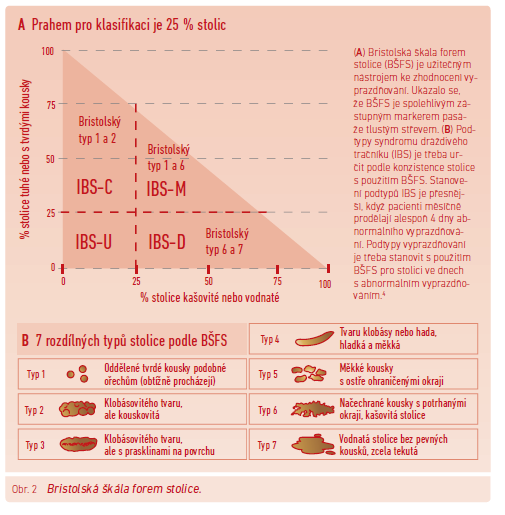 A Prahem pro klasifikaci je 25 % stolic
% stolice tuhé nebo s tvrdými kousky
100
75
50
25
0
Bristolský
typ 1 a 2
Bristolský
typ 1 a 6
IBS-C
IBS-M
IBS-U
IBS-D
Bristolský
typ 6 a 7
0
25
50
75
100
% stolice kašovité nebo vodnaté
(A) Bristolská škála forem
stolice (BŠFS) je užitečným
nástrojem ke zhodnocení vy-
prazdňování. Ukázalo se,
že BŠFS je spolehlivým zá-
stupným markerem pasá-
že tlustým střevem. (B) Pod-
typy syndromu dráždivého
tračníku (IBS) je třeba ur-
čit podle konzistence stolice
s použitím BŠFS. Stanove-
ní podtypů IBS je přesněj-
ší, když pacienti měsíčně
prodělají alespoň 4 dny ab-
normálního vyprazdňová-
ní. Podtypy vyprazdňování
je třeba stanovit s použitím
BŠFS pro stolici ve dnech
s abnormálním vyprazdňo-
váním.4
B 7 rozdílných typů stolice podle BŠFS
Typ 1
Oddělené tvrdé kousky podobné
ořechům (obtížně procházejí)
Typ 2
Klobásovitého tvaru,
ale kouskovitá
Typ 3
Klobásovitého tvaru,
ale s prasklinami na povrchu
Typ 4
Tvaru klobásy nebo hada,
hladká a měkká
Typ 5
Měkké kousky
s ostře ohraničenými okraji
Typ 6
Načechrané kousky s potrhanými
okraji, kašovitá stolice
Typ 7
Vodnatá stolice bez pevných
kousků, zcela tekutá
Obr. 2 Bristolská škála forem stolice.